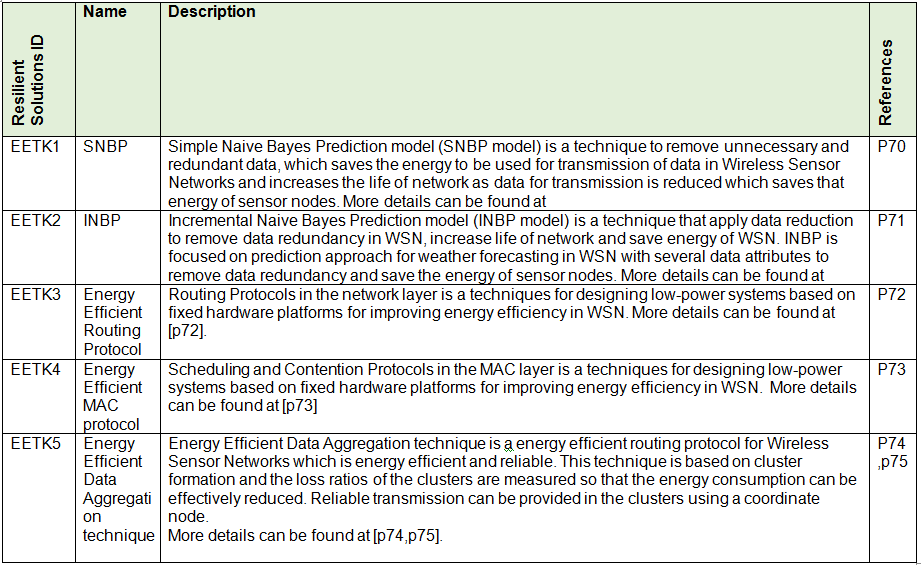 Resilient
Solutions ID
Name
Description
References
EETK1
SNBP
Simple Naive Bayes Prediction model (SNBP model) is a technique to remove unnecessary and
redundant data, which saves the energy to be used for transmission of data in Wireless Sensor
Networks and increases the life of network as data for transmission is reduced which saves that
energy of sensor nodes. More details can be found at
P70
EETK2
INBP
Incremental Naive Bayes Prediction model (INBP model) is a technique that apply data reduction
to remove data redundancy in WSN, increase life of network and save energy of WSN. INBP is
focused on prediction approach for weather forecasting in WSN with several data attributes to
remove data redundancy and save the energy of sensor nodes. More details can be found at
P71
EETK3
Energy
Efficient
Routing
Protocol
Routing Protocols in the network layer is a techniques for designing low-power systems based on
fixed hardware platforms for improving energy efficiency in WSN. More details can be found at
[p72].
P72
EETK4
Energy
Efficient
MAC
protocol
Scheduling and Contention Protocols in the MAC layer is a techniques for designing low-power
systems based on fixed hardware platforms for improving energy efficiency in WSN. More details
can be found at [p73]
P73
EETK5
Energy
Efficient
Data
Aggregati
on
technique
Energy Efficient Data Aggregation technique is a energy efficient routing protocol for Wireless
Sensor Networks which is energy efficient and reliable. This technique is based on cluster
formation and the loss ratios of the clusters are measured so that the energy consumption can be
effectively reduced. Reliable transmission can be provided in the clusters using a coordinate
node.
More details can be found at [p74,p75].
P74
,p75